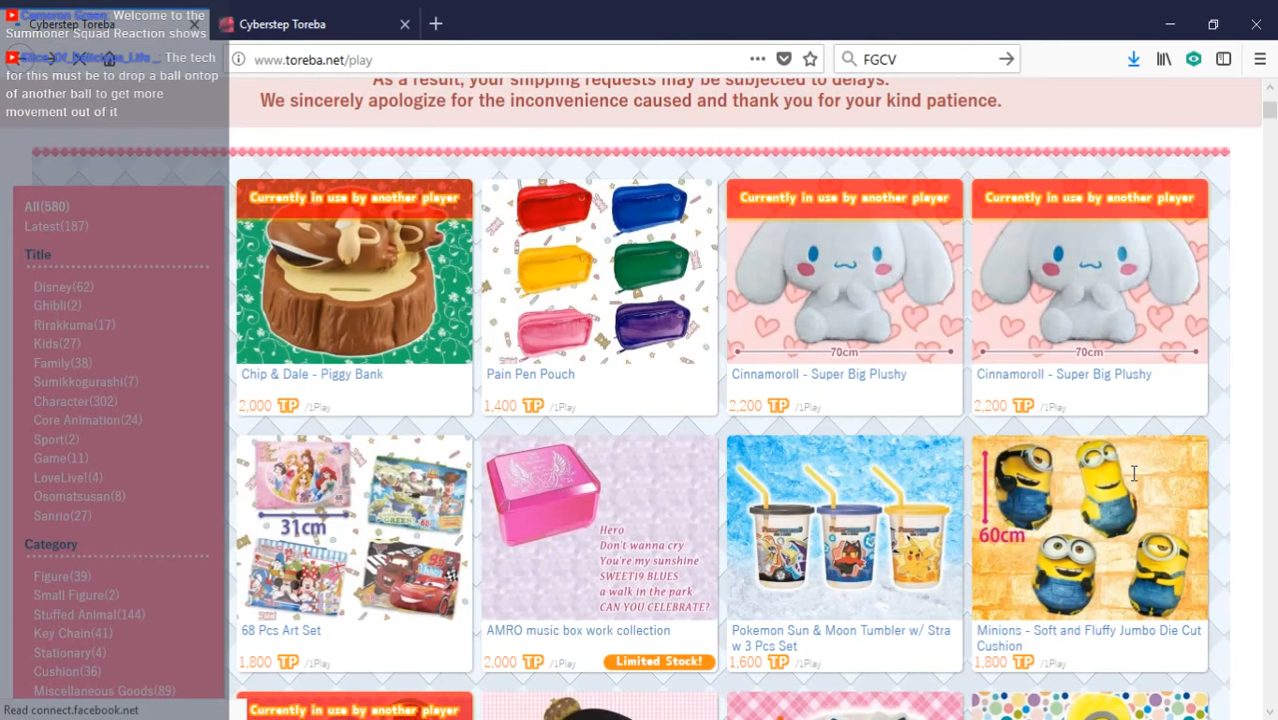 Cameron Green: Welcome to the
Summoner Squad Reaction shows
Slice_Of_Delicious_Life_: The tech
for this must be to drop a ball ontop
of another ball to get more
movement out of it
Cyberstep Toreba
Cyberstep Toreba
www.toreba.net/play
FGCV
As a result, your shipping requests may be subjected to delays.
We sincerely apologize for the inconvenience caused and thank you for your kind patience.
All(580)
Latest(187)
Title
Disney(62)
Ghibli(2)
Rirakkuma(17)
Kids(27)
Family(38)
Sumikkogurashi(7)
Character(302)
Core Animation(24)
Sport(2)
Game(11)
LoveLive!(4)
Osomatsusan(8)
Sanrio(27)
Category
Figure(39)
Small Figure(2)
Stuffed Animal(144)
Key Chain(41)
Stationary(4)
Cushion(36)
Miscellaneous Goods(89)
Read connect.facebook.net
Currently in use by another player
Chip & Dale - Piggy Bank
2,000 TP /1Play
Pain Pen Pouch
1,400 TP /1Play
Currently in use by another player
70cm
Cinnamoroll - Super Big Plushy
2,200 TP /1Play
Currently in use by another player
70cm
Cinnamoroll - Super Big Plushy
2,200 TP /1Play
31cm
68 Pcs Art Set
1,800 TP /1Play
Hero
Don't wanna cry
You're my sunshine
SWEET19 BLUES
a walk in the park
CAN YOU CELEBRATE?
AMRO music box work collection
2,000 TP /1Play
Limited Stock!
Pokemon Sun & Moon Tumbler w/ Stra
w 3 Pcs Set
1,600 TP /1Play
60cm
Minions - Soft and Fluffy Jumbo Die Cut
Cushion
1,800 TP /1Play
Currently in use by another player